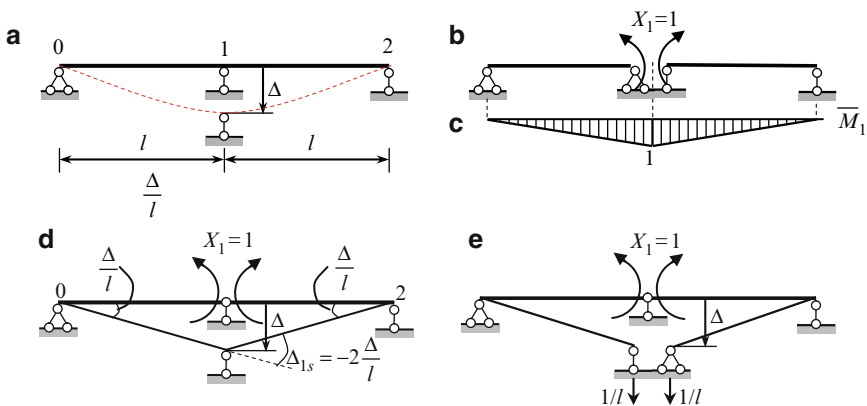 a
0 1 2
Δ
l l
Δ/l
b
X₁=1
c
M̅₁
1
d
X₁=1
Δ/l Δ/l
0 2
Δ
Δ₁ₛ = −2 Δ/l
e
X₁=1
Δ
1/l 1/l